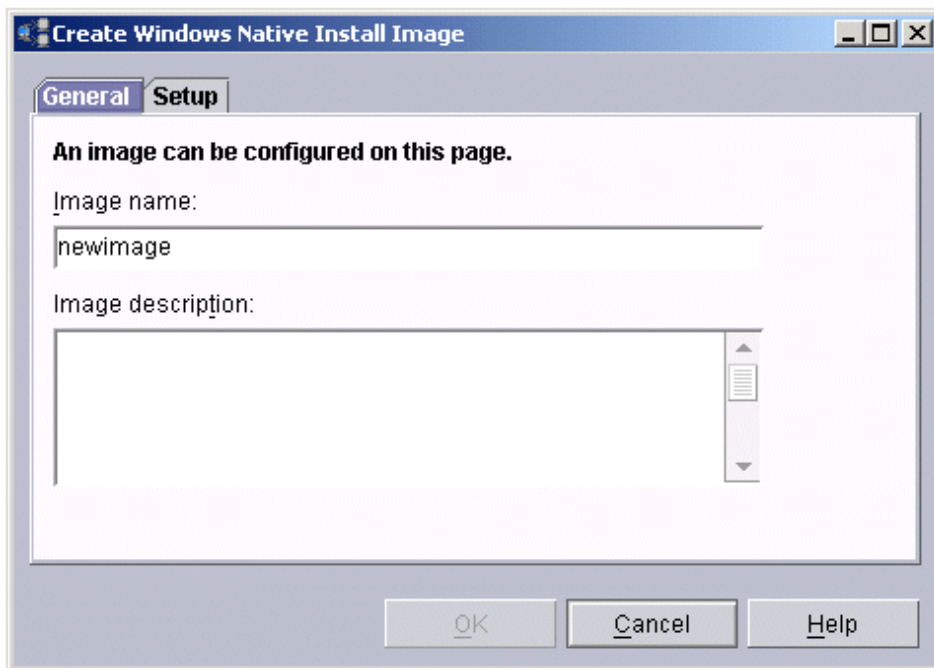 Create Windows Native Install Image
General Setup
An image can be configured on this page.
Image name:
newimage
Image description:
OK Cancel Help